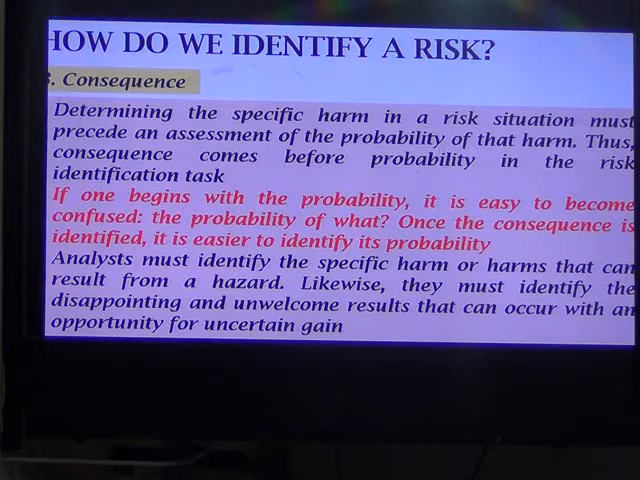 HOW DO WE IDENTIFY A RISK?
3. Consequence
Determining the specific harm in a risk situation must
precede an assessment of the probability of that harm. Thus,
consequence comes before probability in the risk
identification task
If one begins with the probability, it is easy to become
confused: the probability of what? Once the consequence is
identified, it is easier to identify its probability
Analysts must identify the specific harm or harms that can
result from a hazard. Likewise, they must identify the
disappointing and unwelcome results that can occur with an
opportunity for uncertain gain